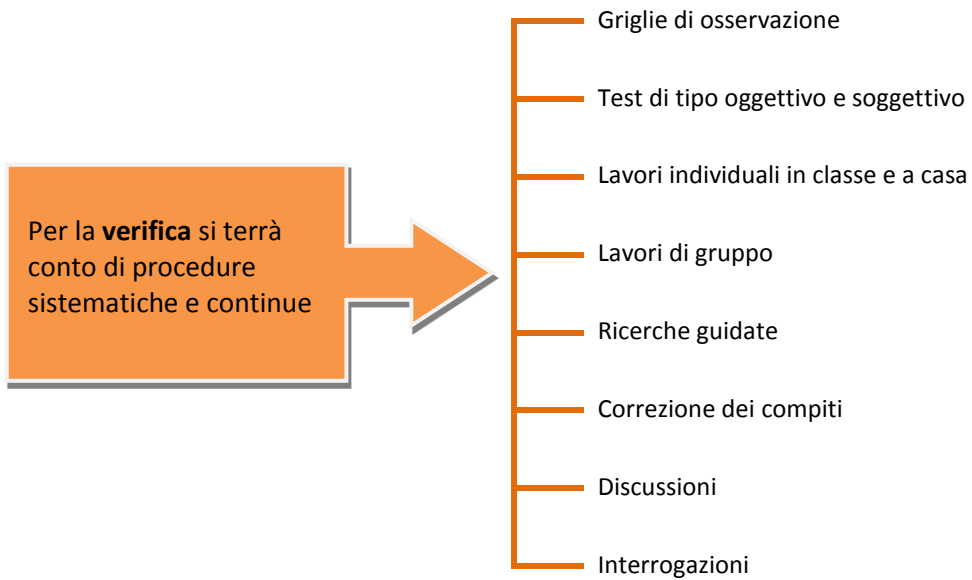 Griglie di osservazione
Test di tipo oggettivo e soggettivo
Lavori individuali in classe e a casa
Per la verifica si terrà
conto di procedure
sistematiche e continue
Lavori di gruppo
Ricerche guidate
Correzione dei compiti
Discussioni
Interrogazioni